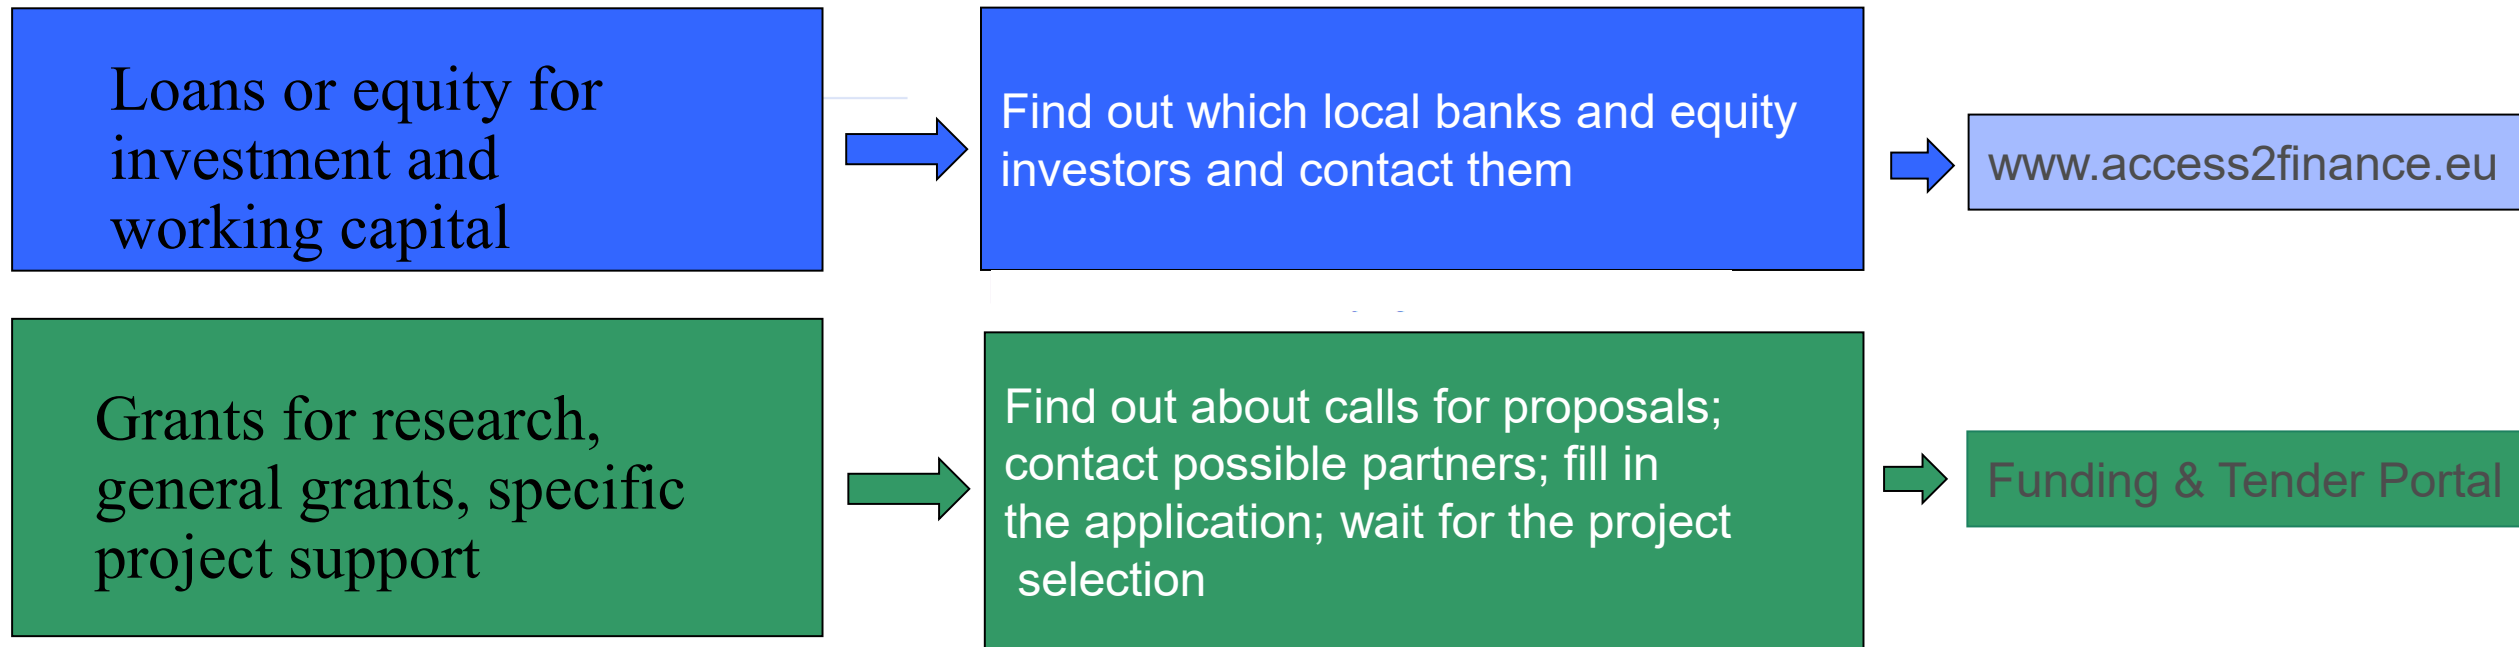 Loans or equity for
investment and
working capital
Find out which local banks and equity
investors and contact them
www.access2finance.eu
Grants for research,
general grants, specific
project support
Find out about calls for proposals;
contact possible partners; fill in
the application; wait for the project
selection
Funding & Tender Portal